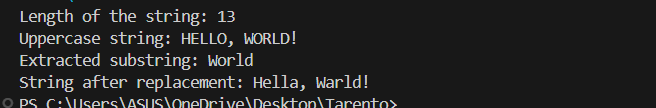 Length of the string: 13
Uppercase string: HELLO, WORLD!
Extracted substring: World
String after replacement: Hella, Warld!
PS C:\Users\ASUS\OneDrive\Desktop\Tarento>